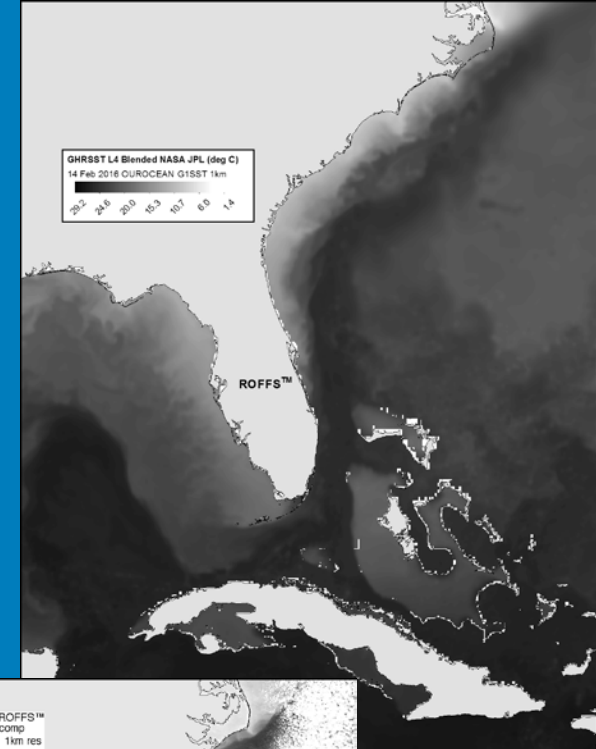 GHRSST L4 Blended NASA JPL (deg C)
14 Feb 2016 OUROCEAN G1SST 1km
29.2 24.6 20.0 15.3 10.7 6.0 1.4
ROFFS™
ROFFS™
comp
1km res